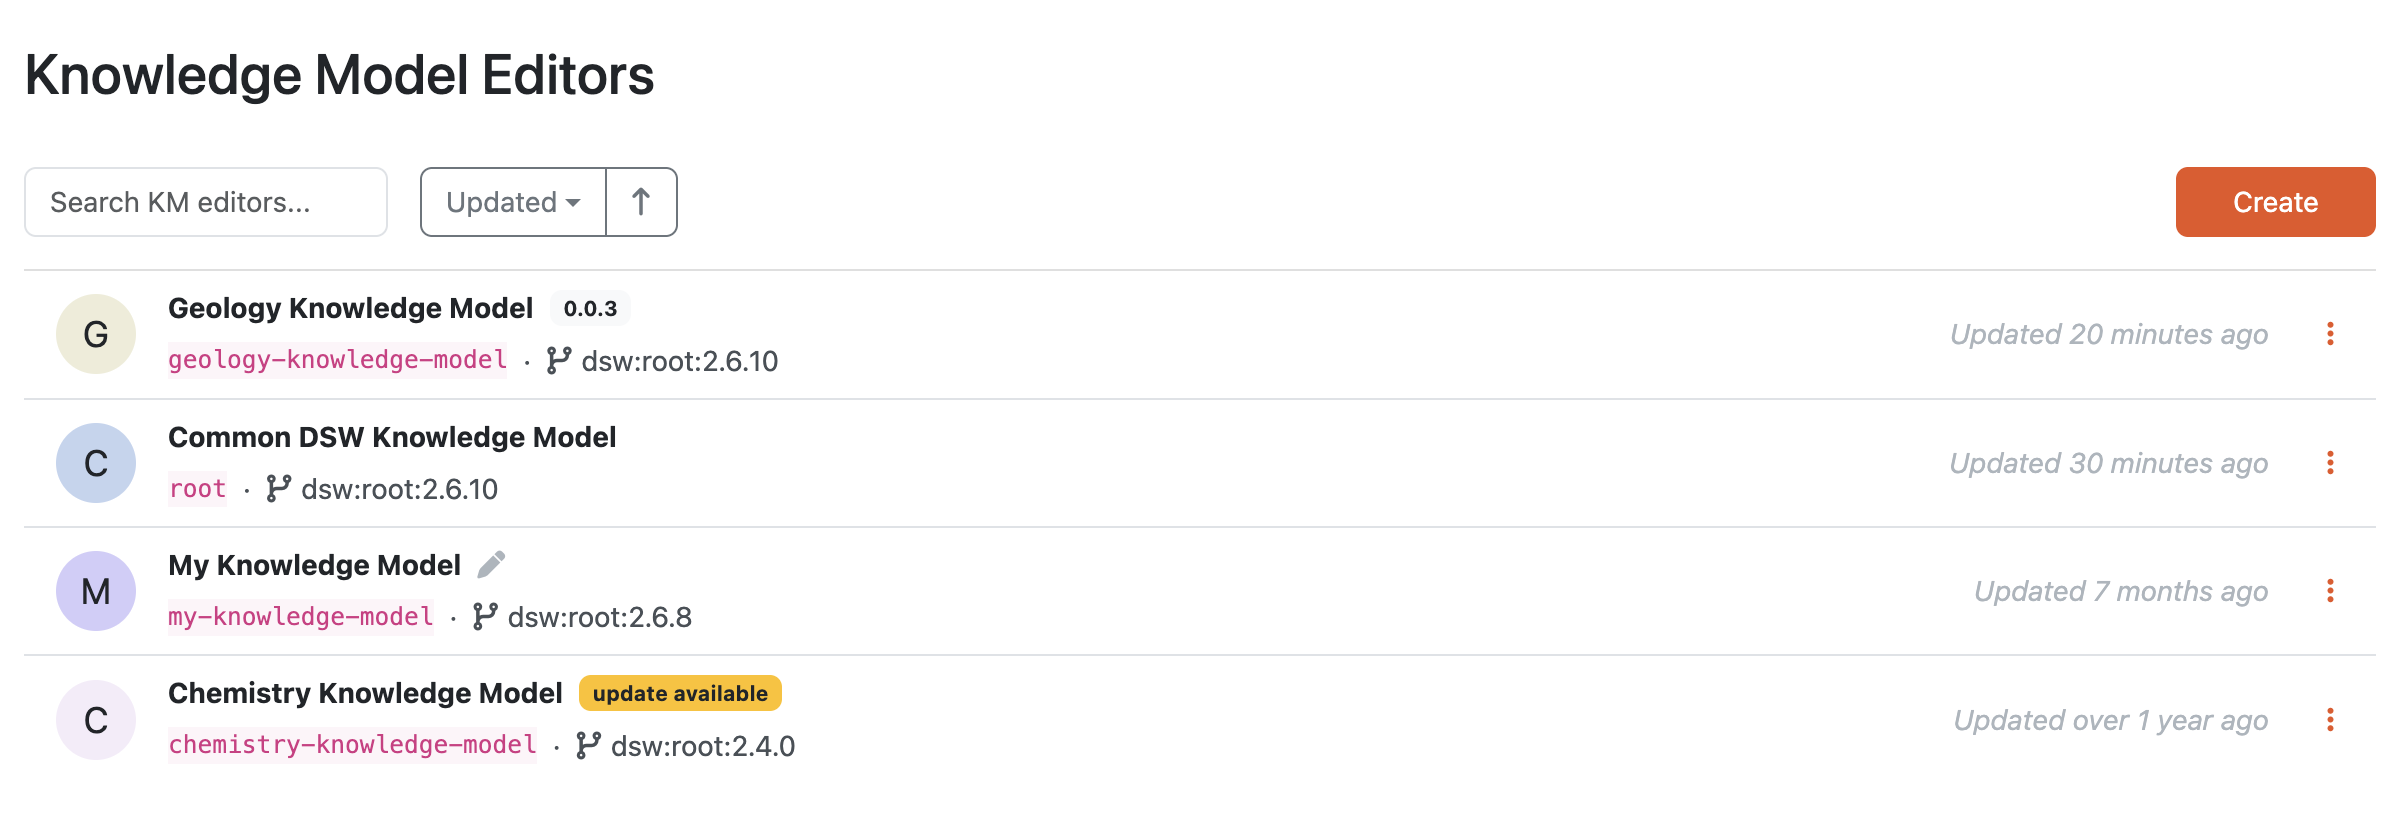 Knowledge Model Editors
Search KM editors...
Updated
Create
G
Geology Knowledge Model 0.0.3
geology-knowledge-model · dsw:root:2.6.10
Updated 20 minutes ago
C
Common DSW Knowledge Model
root · dsw:root:2.6.10
Updated 30 minutes ago
M
My Knowledge Model
my-knowledge-model · dsw:root:2.6.8
Updated 7 months ago
C
Chemistry Knowledge Model update available
chemistry-knowledge-model · dsw:root:2.4.0
Updated over 1 year ago